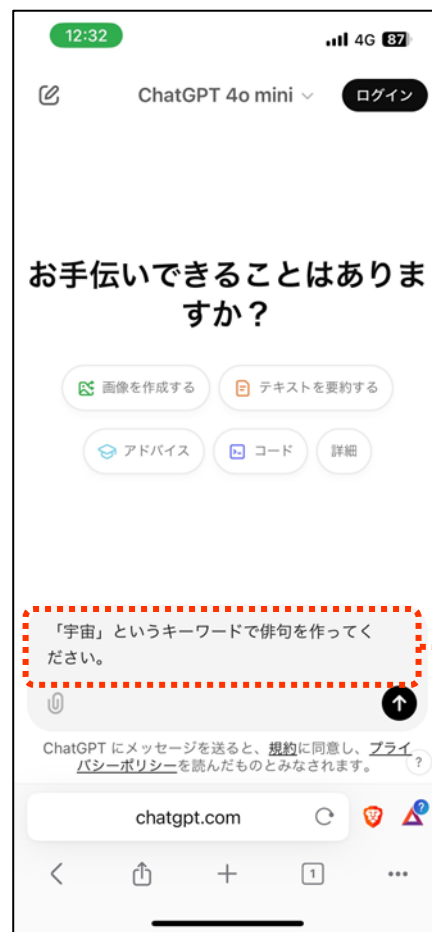 12:32
4G 87
ChatGPT 4o mini
ログイン
お手伝いできることはありま
すか？
画像を作成する
テキストを要約する
アドバイス
コード
詳細
「宇宙」というキーワードで俳句を作ってく
ださい。
ChatGPT にメッセージを送ると、規約に同意し、プライ
バシーポリシーを読んだものとみなされます。
?
chatgpt.com
?
1